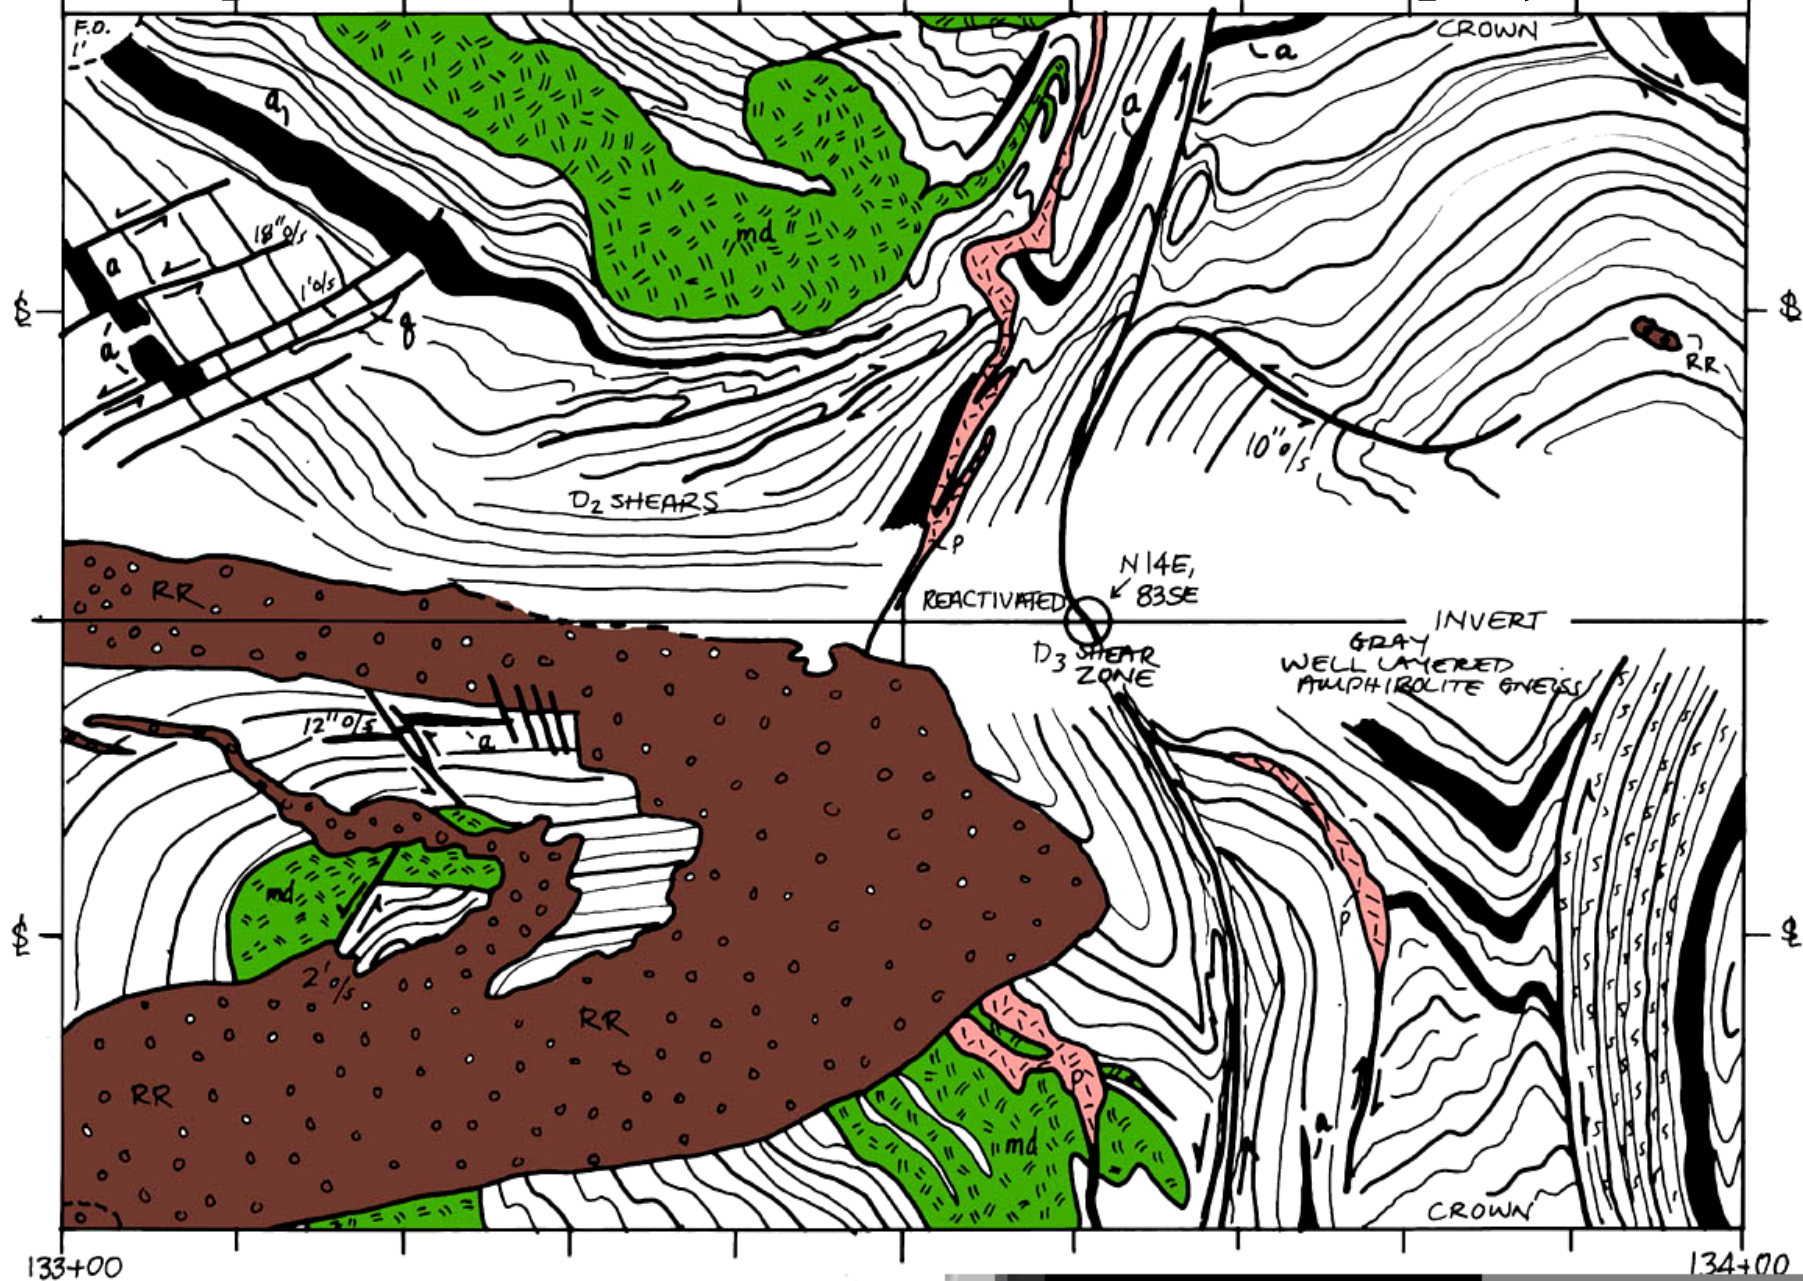 F.O.
1'
CROWN
a
a
a
md
18" o/s
a
1' o/s
q
a
RR
10" o/s
D2 SHEARS
p
N14E,
83SE
RR
REACTIVATED
INVERT
D3 SHEAR
ZONE
GRAY
WELL LAYERED
AMPHIBOLITE GNEISS
12" o/s
a
md
p
2' o/s
RR
RR
p
md
a
CROWN
133+00
134+00